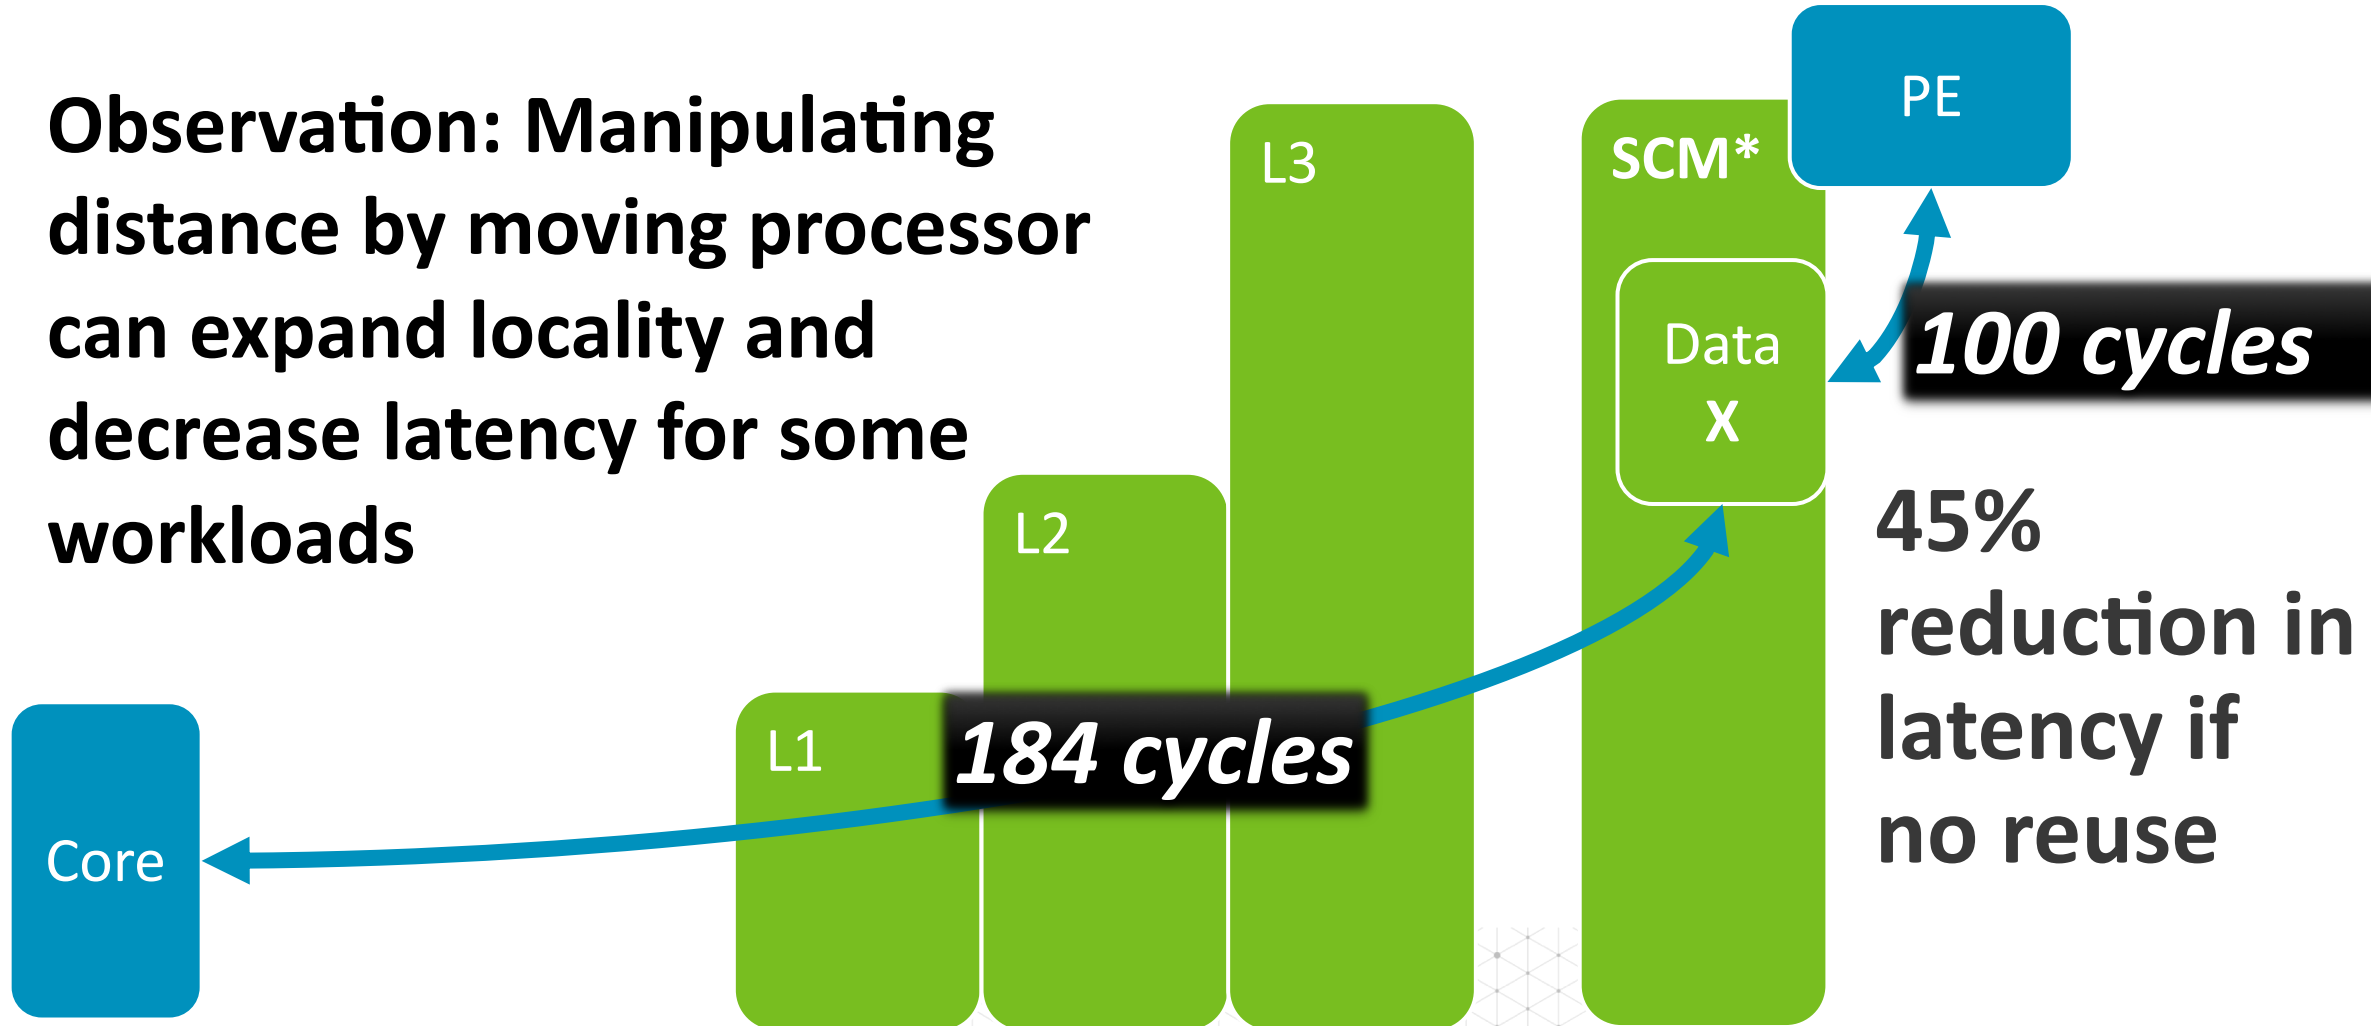 Observation: Manipulating
distance by moving processor
can expand locality and
decrease latency for some
workloads
PE
SCM*
L3
Data
X
100 cycles
L2
45%
reduction in
latency if
no reuse
L1
184 cycles
Core